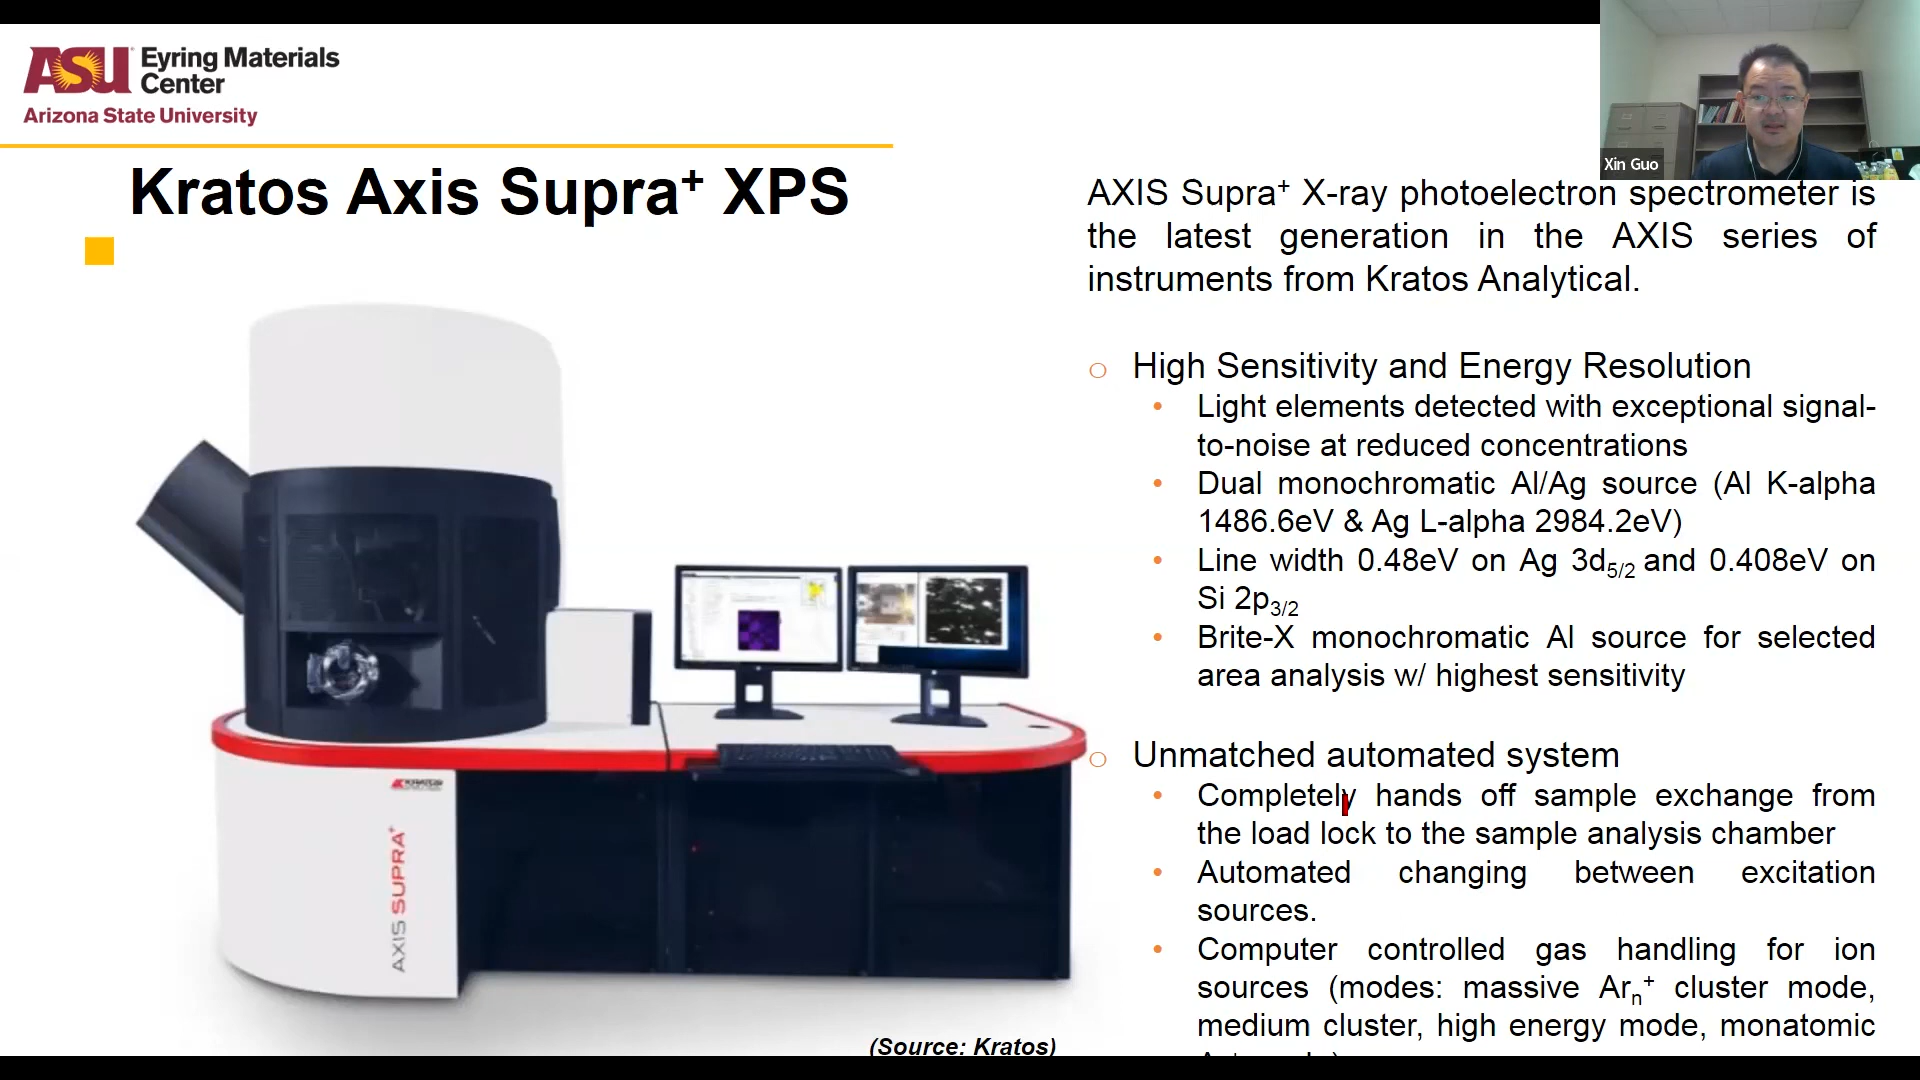 ASU Eyring Materials
Center
Arizona State University
Xin Guo
Kratos Axis Supra⁺ XPS
AXIS Supra⁺ X-ray photoelectron spectrometer is
the latest generation in the AXIS series of
instruments from Kratos Analytical.
o High Sensitivity and Energy Resolution
• Light elements detected with exceptional signal-
to-noise at reduced concentrations
• Dual monochromatic Al/Ag source (Al K-alpha
1486.6eV & Ag L-alpha 2984.2eV)
• Line width 0.48eV on Ag 3d₅/₂ and 0.408eV on
Si 2p₃/₂
• Brite-X monochromatic Al source for selected
area analysis w/ highest sensitivity
o Unmatched automated system
• Completely hands off sample exchange from
the load lock to the sample analysis chamber
• Automated changing between excitation
sources.
• Computer controlled gas handling for ion
sources (modes: massive Arₙ⁺ cluster mode,
medium cluster, high energy mode, monatomic
KRATOS
AXIS SUPRA⁺
(Source: Kratos)